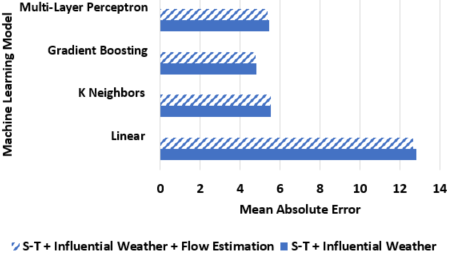 Machine Learning Model
Multi-Layer Perceptron
Gradient Boosting
K Neighbors
Linear
0 2 4 6 8 10 12 14
Mean Absolute Error
S-T + Influential Weather + Flow Estimation S-T + Influential Weather